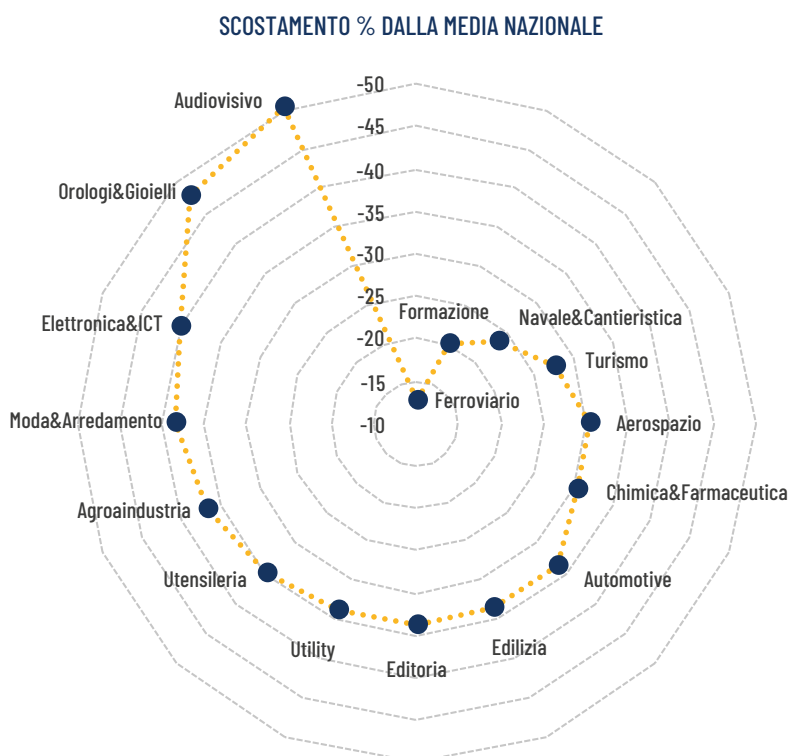 SCOSTAMENTO % DALLA MEDIA NAZIONALE
-50
Audiovisivo
-45
-40
Orologi&Gioielli
-35
-30
-25
Formazione
Navale&Cantieristica
Elettronica&ICT
-20
Turismo
-15
Ferroviario
Moda&Arredamento
-10
Aerospazio
Chimica&Farmaceutica
Agroaindustria
Utensileria
Automotive
Utility
Edilizia
Editoria